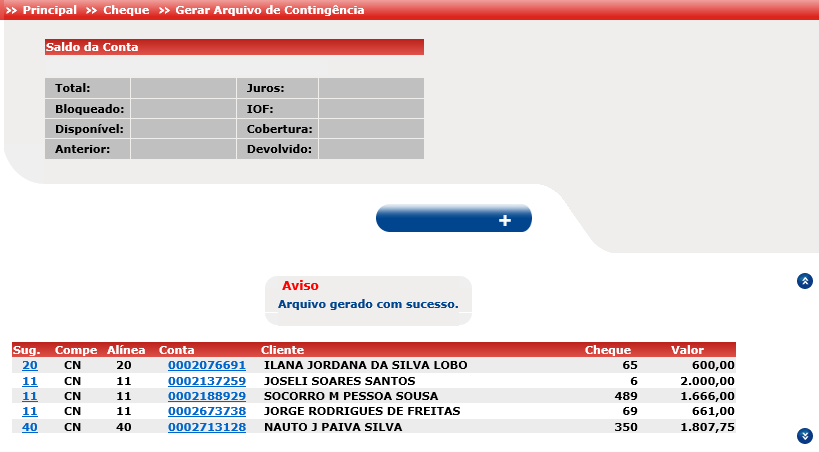 >> Principal >> Cheque >> Gerar Arquivo de Contingência
Saldo da Conta
Total: Juros:
Bloqueado: IOF:
Disponível: Cobertura:
Anterior: Devolvido:
+
Aviso
Arquivo gerado com sucesso.
Sug. Compe Alínea Conta Cliente Cheque Valor
20 CN 20 0002076691 ILANA JORDANA DA SILVA LOBO 65 600,00
11 CN 11 0002137259 JOSELI SOARES SANTOS 6 2.000,00
11 CN 11 0002188929 SOCORRO M PESSOA SOUSA 489 1.666,00
11 CN 11 0002673738 JORGE RODRIGUES DE FREITAS 69 661,00
40 CN 40 0002713128 NAUTO J PAIVA SILVA 350 1.807,75